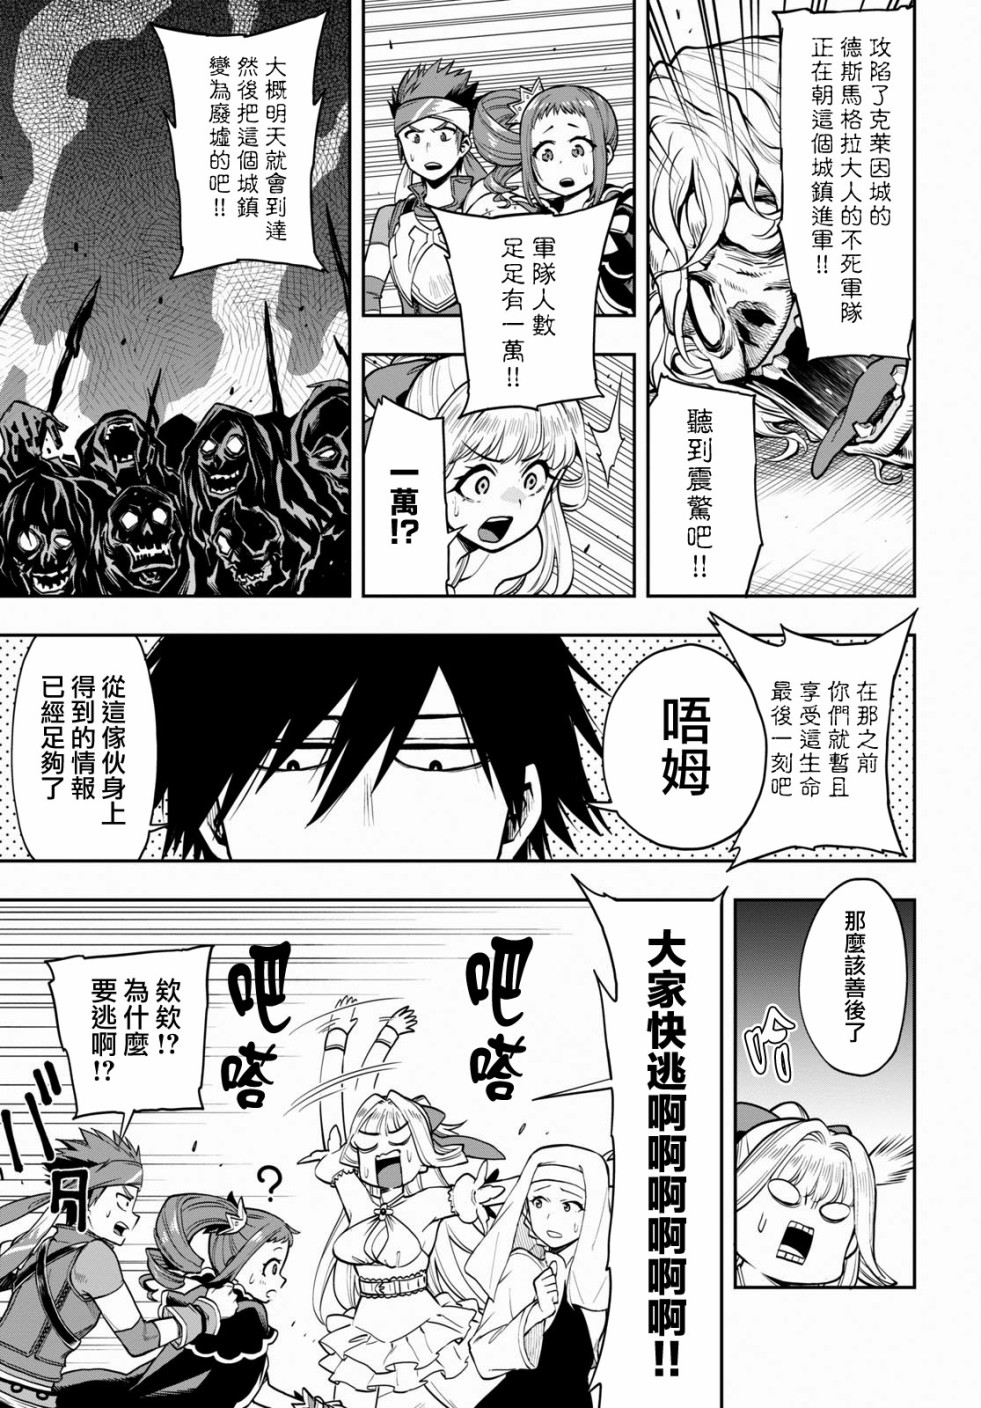 攻陷了克萊因城的
德斯馬格拉大人的不死軍隊
正在朝這個城鎮進軍!!
聽到震驚吧!!
軍隊人數
足足有一萬!!
一萬!?
大概明天就會到達
然後把這個城鎮
變為廢墟的吧!!
在那之前
你們就暫且
享受這生命
最後一刻吧
唔姆
從這傢伙身上
得到的情報
已經足夠了
那麼該善後了
哈
大家快逃啊啊啊啊啊啊!!
吧嗒
吧嗒
欸欸!?
為什麼
要逃啊!?
?